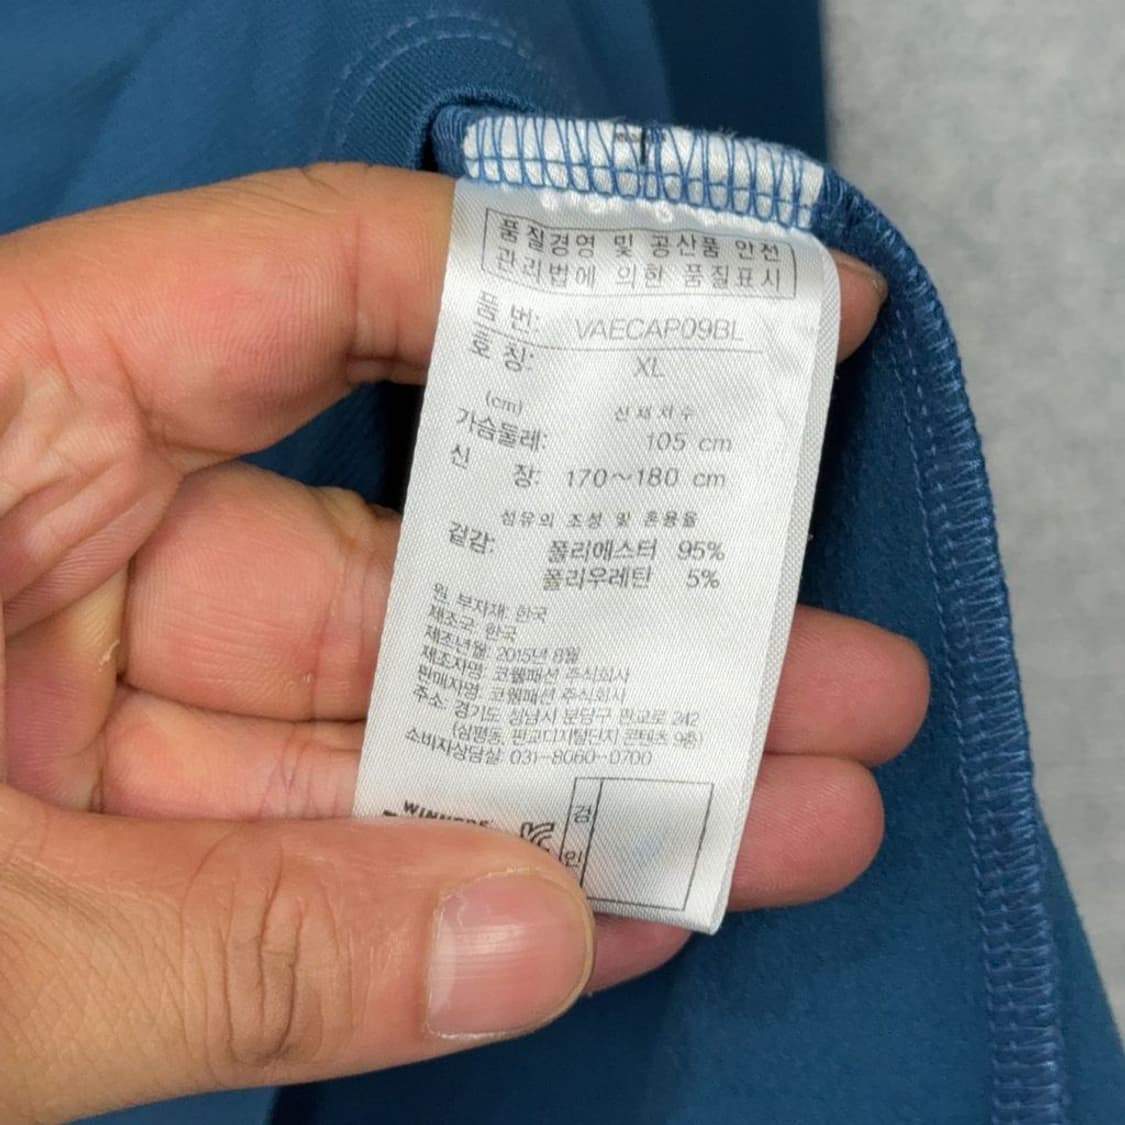 품질경영 및 공산품 안전
관리법에 의한 품질표시
품 번: VAECAP09BL
호 칭: XL
(cm) 신체치수
가슴둘레: 105 cm
신 장: 170~180 cm
섬유의 조성 및 혼용율
겉감: 폴리에스터 95%
폴리우레탄 5%
원 부자재: 한국
제조국: 한국
제조년월: 2015년 8월
제조자명: 코웰패션 주식회사
판매자명: 코웰패션 주식회사
주소: 경기도 성남시 분당구 판교로 242
(삼평동, 판교디지털단지 콘텐츠 9층)
소비자상담실: 031-8060-0700
검
인